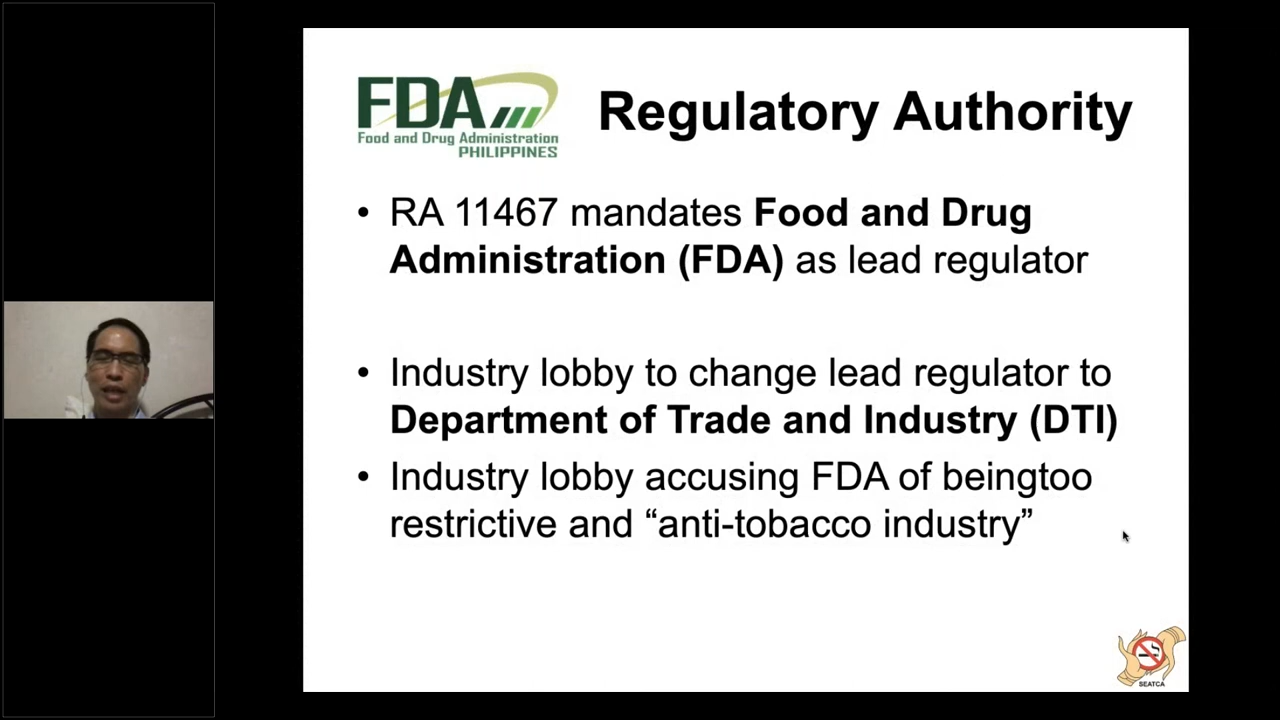 FDA
Food and Drug Administration
PHILIPPINES
Regulatory Authority
• RA 11467 mandates Food and Drug
Administration (FDA) as lead regulator
• Industry lobby to change lead regulator to
Department of Trade and Industry (DTI)
• Industry lobby accusing FDA of beingtoo
restrictive and “anti-tobacco industry”
SEATCA